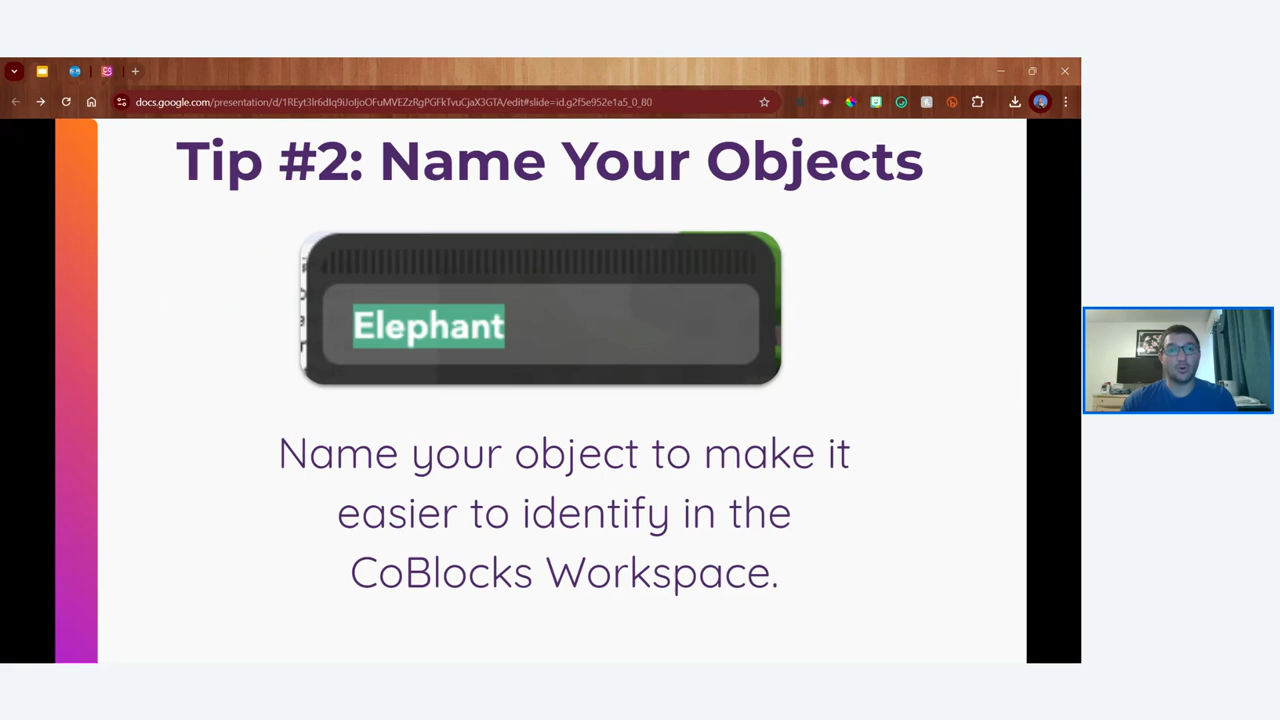 docs.google.com/presentation/d/1REyt3Ir6dIq9iJoIjoOFuMVEZzRgPGFkTvuCjaX3GTA/edit#slide=id.g2f5e952e1a5_0_80
Tip #2: Name Your Objects
Elephant
Name your object to make it
easier to identify in the
CoBlocks Workspace.